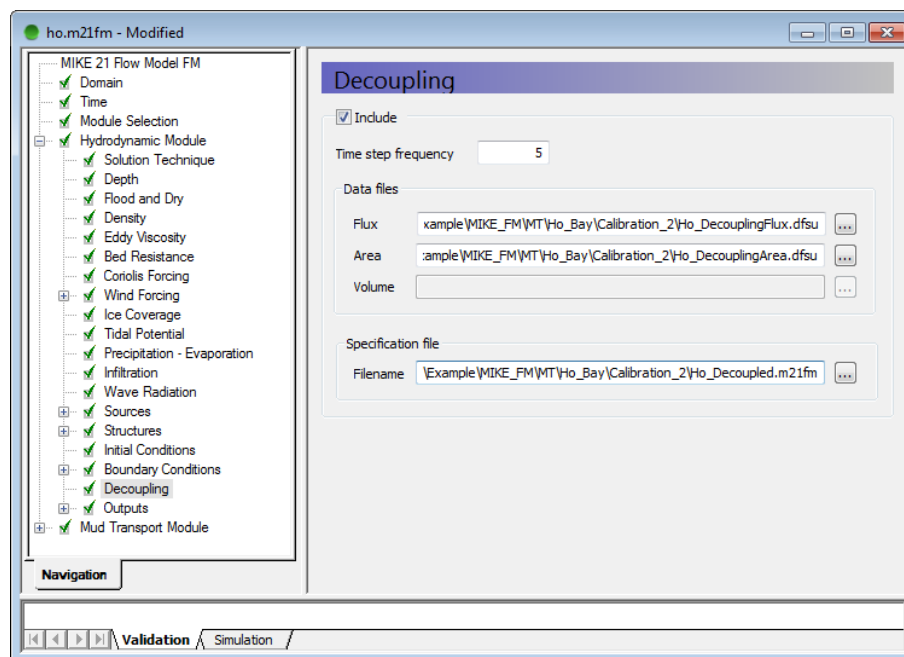 ho.m21fm - Modified
MIKE 21 Flow Model FM
Domain
Time
Module Selection
Hydrodynamic Module
Solution Technique
Depth
Flood and Dry
Density
Eddy Viscosity
Bed Resistance
Coriolis Forcing
Wind Forcing
Ice Coverage
Tidal Potential
Precipitation - Evaporation
Infiltration
Wave Radiation
Sources
Structures
Initial Conditions
Boundary Conditions
Decoupling
Outputs
Mud Transport Module
Navigation
Decoupling
Include
Time step frequency 5
Data files
Flux xample\MIKE_FM\MT\Ho_Bay\Calibration_2\Ho_DecouplingFlux.dfsu ...
Area ample\MIKE_FM\MT\Ho_Bay\Calibration_2\Ho_DecouplingArea.dfsu ...
Volume ...
Specification file
Filename \Example\MIKE_FM\MT\Ho_Bay\Calibration_2\Ho_Decoupled.m21fm ...
Validation Simulation